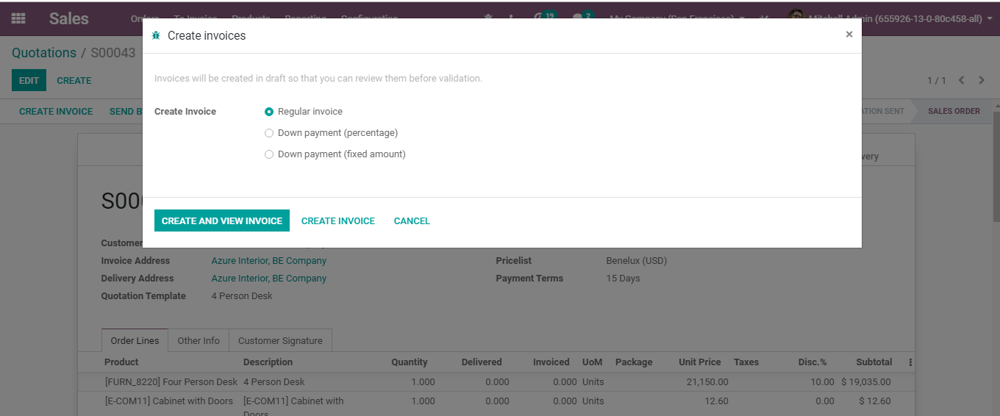 Sales
Orders To Invoice Products Reporting Configuration 19 2 My Company (San Francisco) Mitchell Admin (655926-13-0-80c458-all)
Create invoices ×
Quotations / S00043
Invoices will be created in draft so that you can review them before validation.
EDIT CREATE 1 / 1
Create Invoice Regular invoice
CREATE INVOICE SEND B SALES ORDER
ATION SENT
Down payment (percentage)
Down payment (fixed amount)
very
S000
CREATE AND VIEW INVOICE CREATE INVOICE CANCEL
Customer
Invoice Address Azure Interior, BE Company Pricelist Benelux (USD)
Delivery Address Azure Interior, BE Company Payment Terms 15 Days
Quotation Template 4 Person Desk
Order Lines Other Info Customer Signature
Product Description Quantity Delivered Invoiced UoM Package Unit Price Taxes Disc.% Subtotal
[FURN_8220] Four Person Desk 4 Person Desk 1.000 0.000 0.000 Units 21,150.00 10.00 $ 19,035.00
[E-COM11] Cabinet with Doors [E-COM11] Cabinet with 1.000 0.000 0.000 Units 12.60 0.00 $ 12.60
Doors